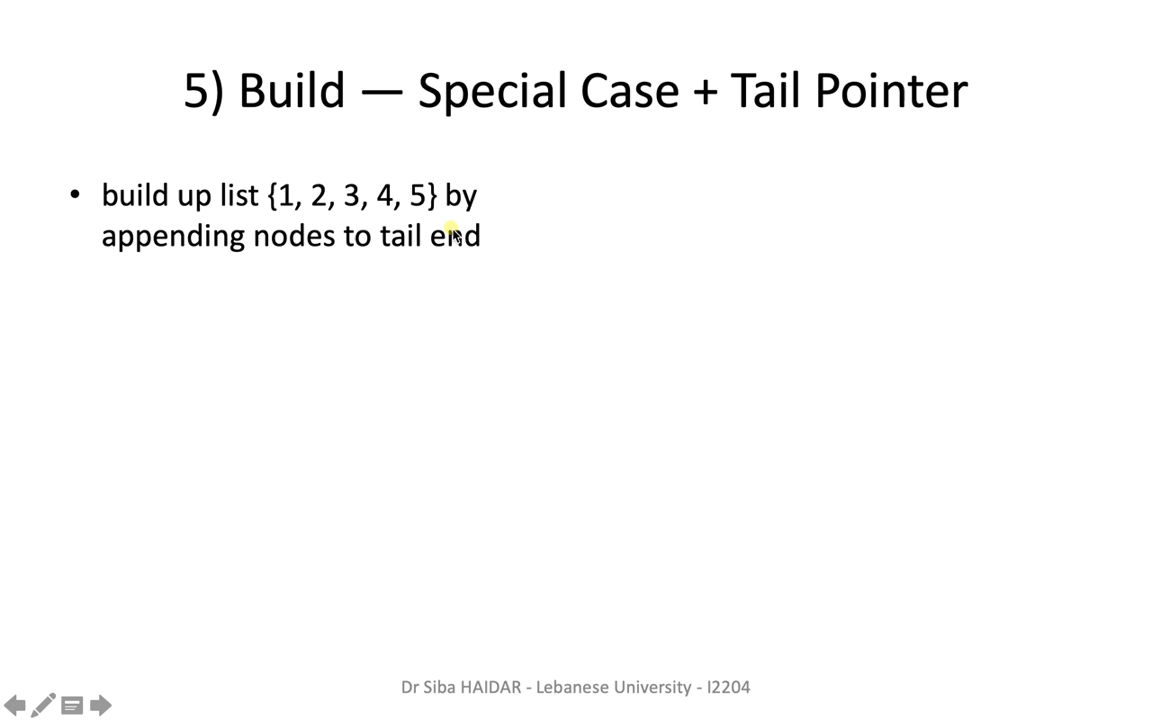 5) Build — Special Case + Tail Pointer
• build up list {1, 2, 3, 4, 5} by
appending nodes to tail end
Dr Siba HAIDAR - Lebanese University - I2204